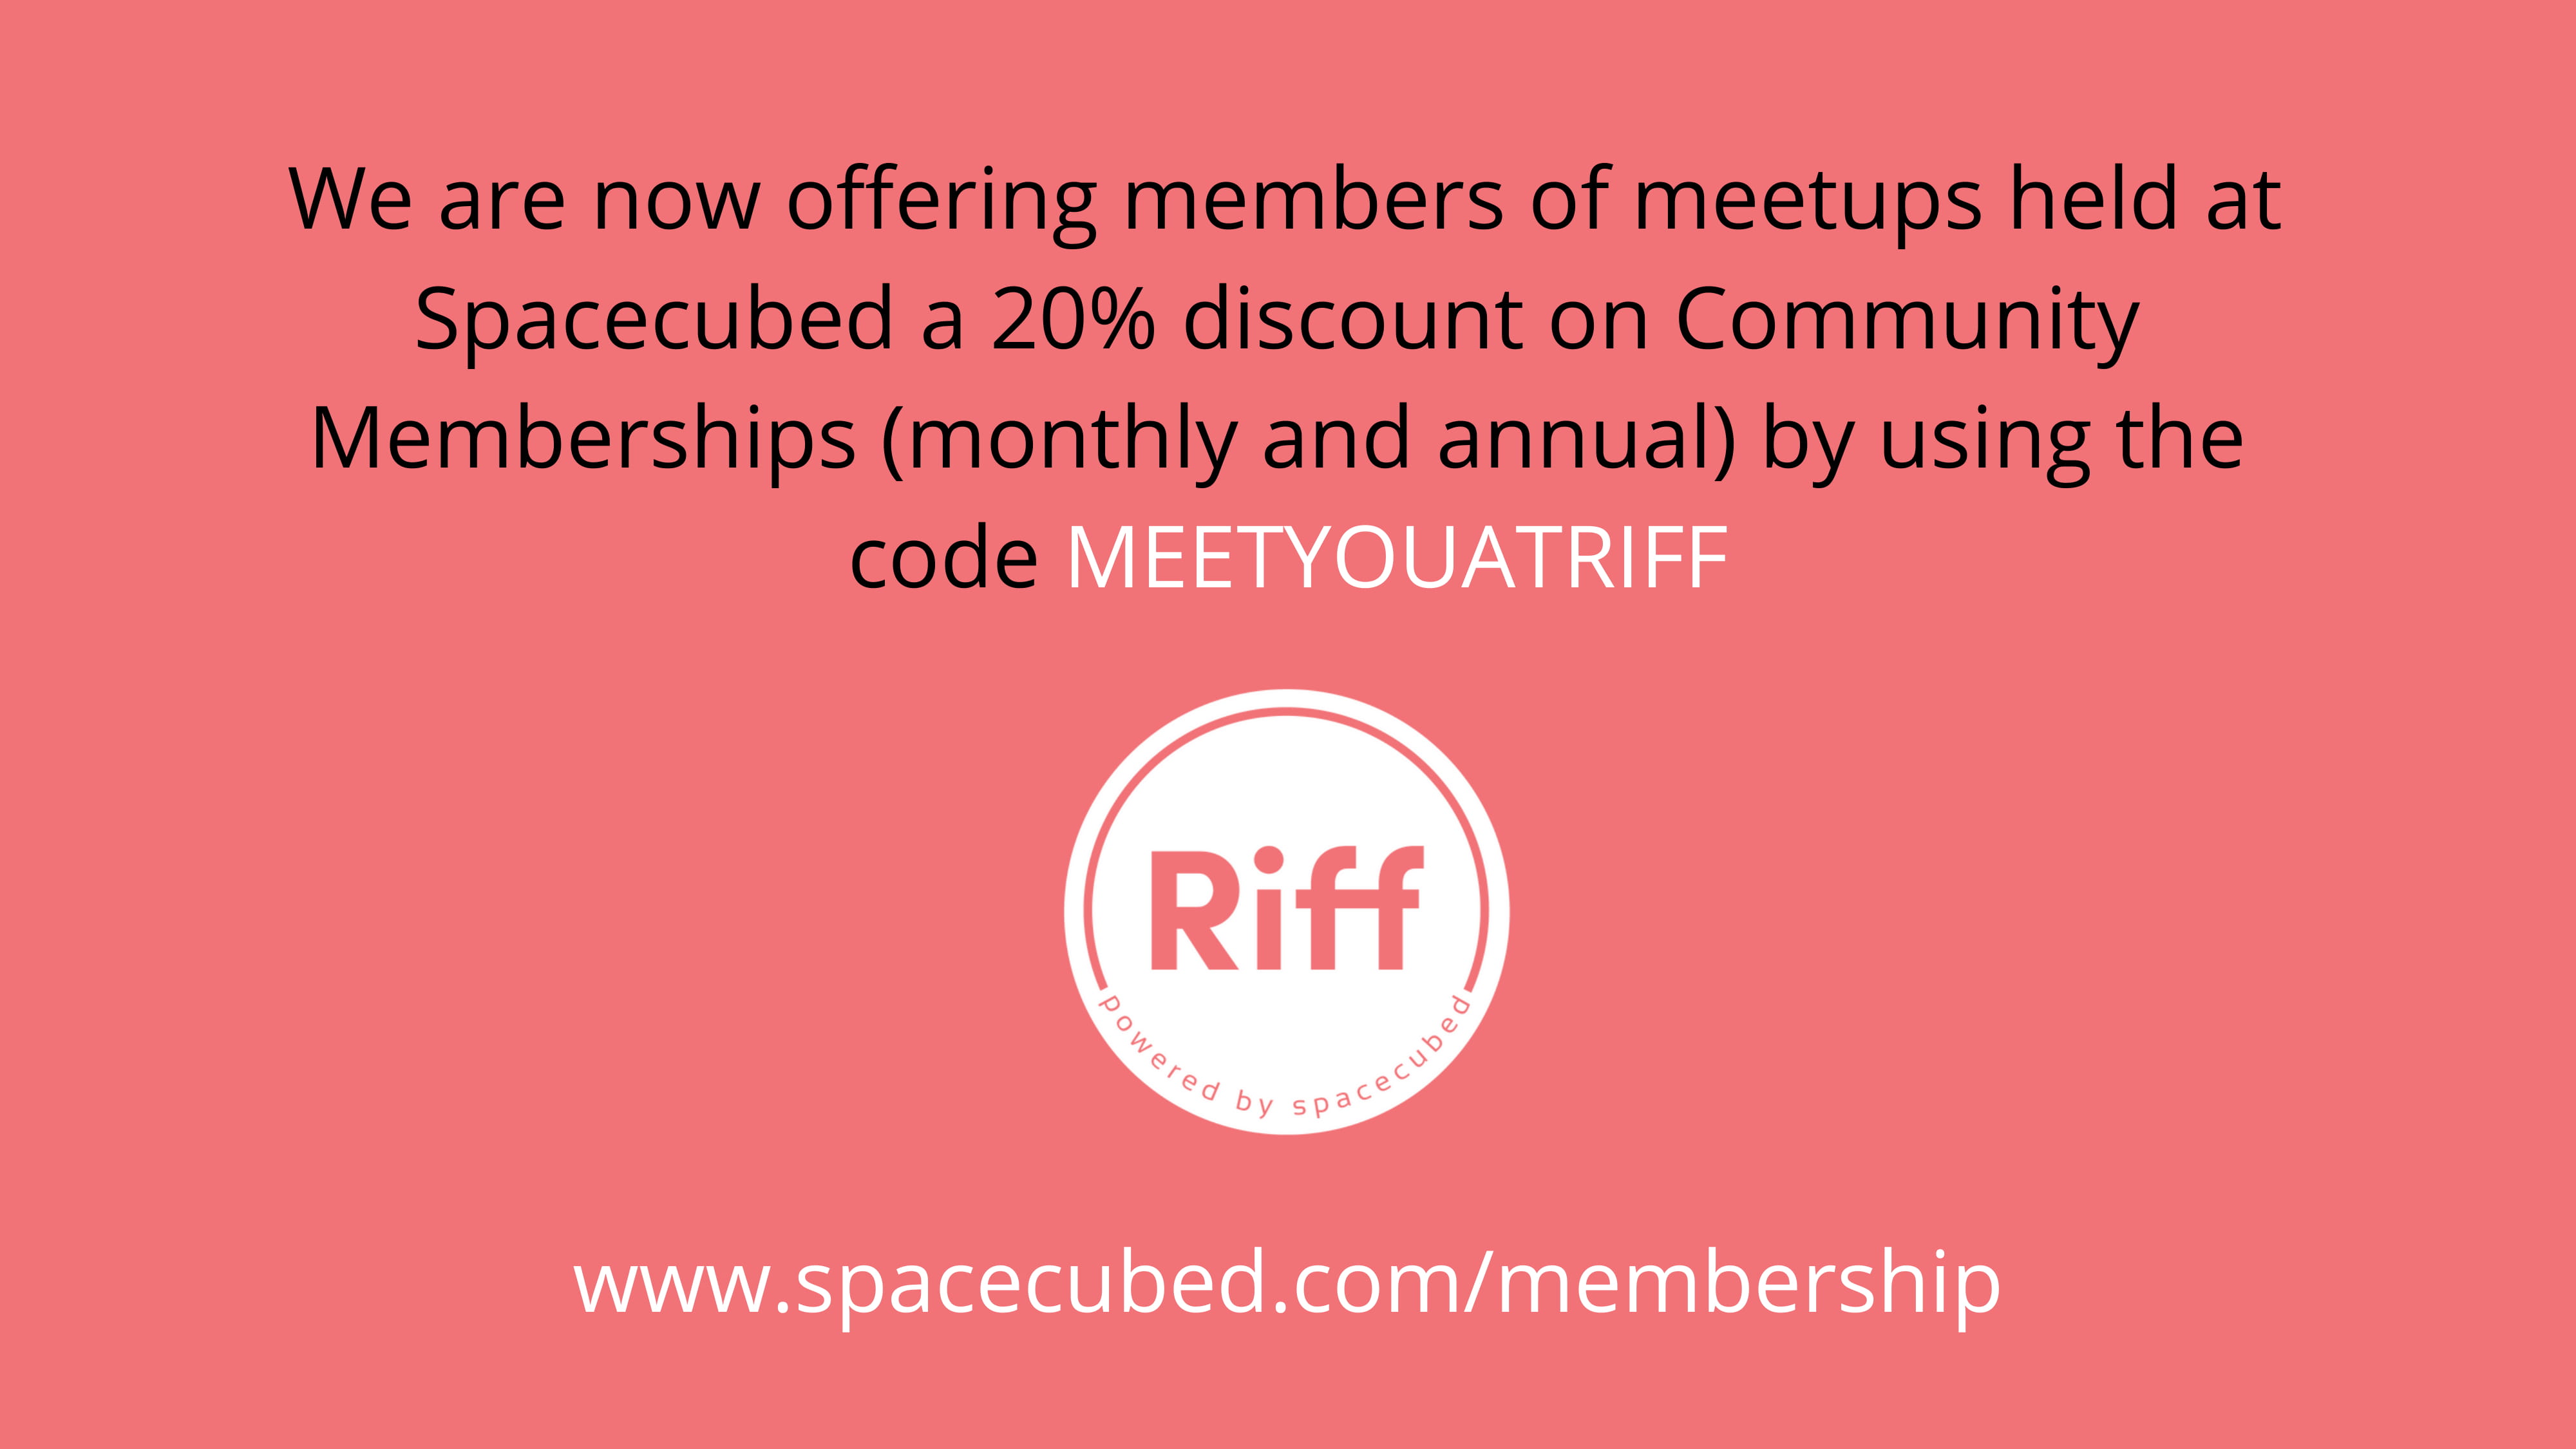 We are now offering members of meetups held at
Spacecubed a 20% discount on Community
Memberships (monthly and annual) by using the
code MEETYOUATRIFF
Riff
powered by spacecubed
www.spacecubed.com/membership